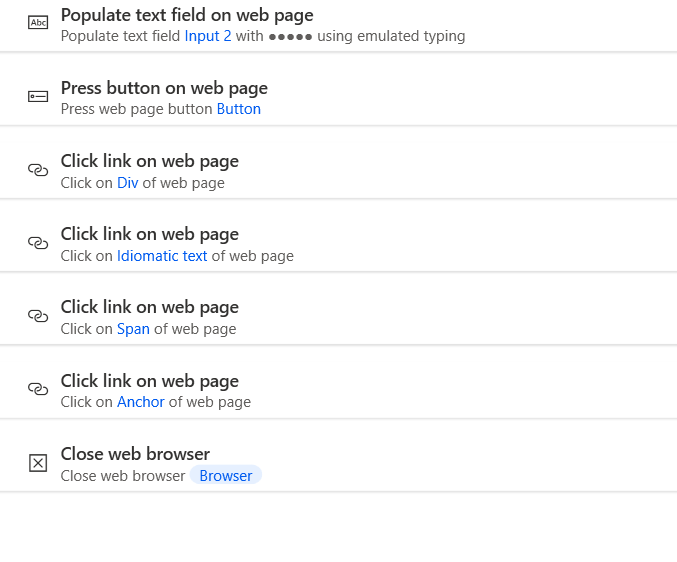 Abc
Populate text field on web page
Populate text field Input 2 with ●●●●● using emulated typing
Press button on web page
Press web page button Button
Click link on web page
Click on Div of web page
Click link on web page
Click on Idiomatic text of web page
Click link on web page
Click on Span of web page
Click link on web page
Click on Anchor of web page
Close web browser
Close web browser Browser